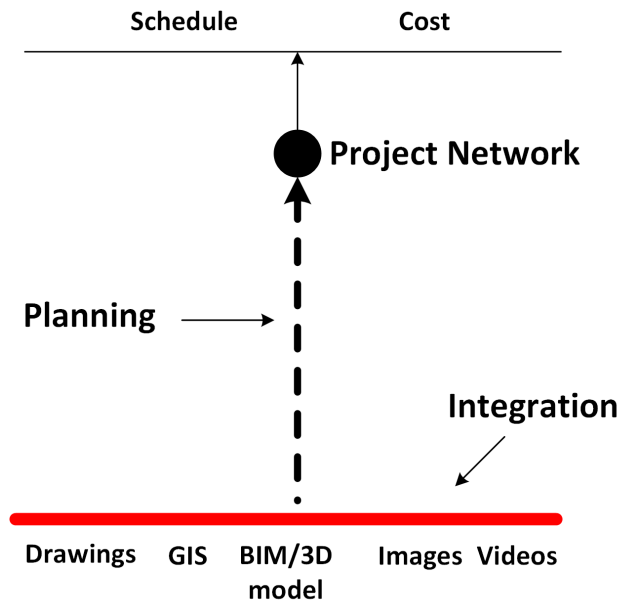 Schedule Cost
Project Network
Planning
Integration
Drawings GIS BIM/3D Images Videos
model